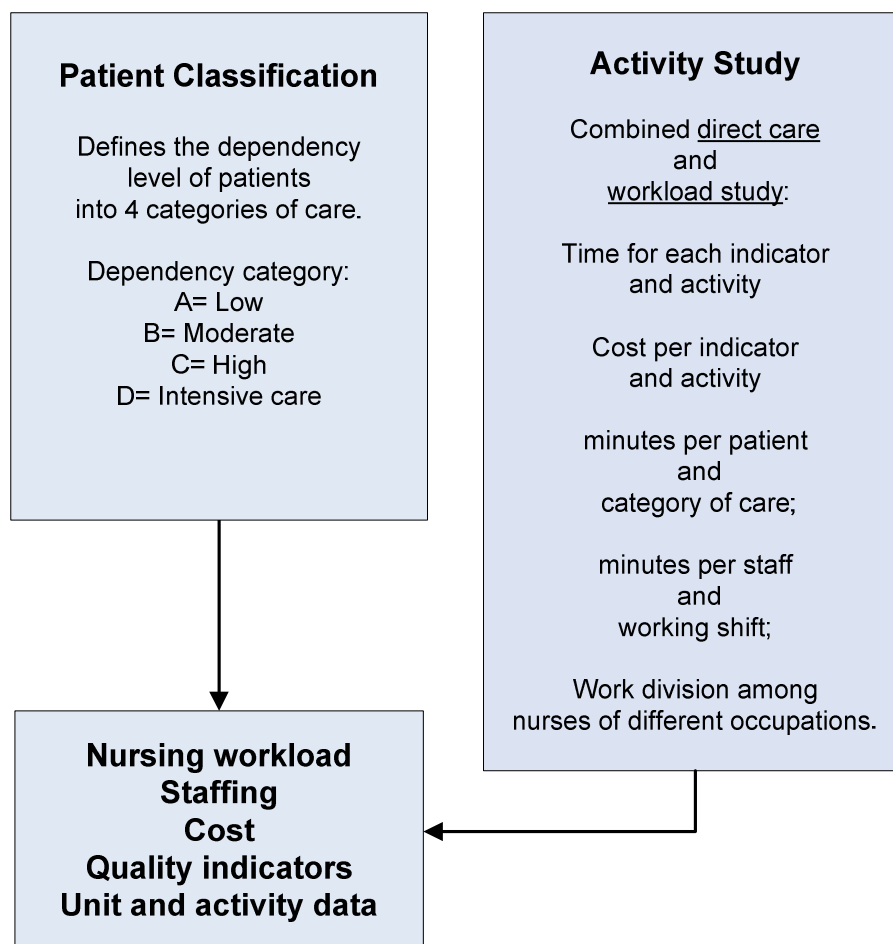 Patient Classification
Defines the dependency
level of patients
into 4 categories of care.
Dependency category:
A= Low
B= Moderate
C= High
D= Intensive care
Activity Study
Combined direct care
and
workload study:
Time for each indicator
and activity
Cost per indicator
and activity
minutes per patient
and
category of care;
minutes per staff
and
working shift;
Work division among
nurses of different occupations.
Nursing workload
Staffing
Cost
Quality indicators
Unit and activity data